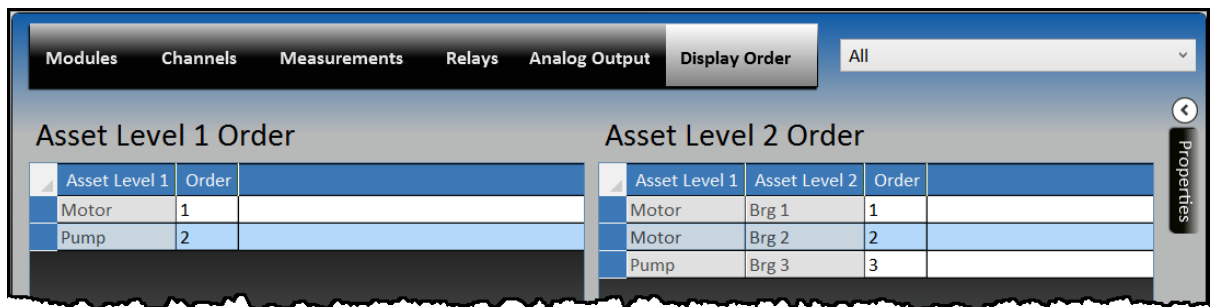 Modules Channels Measurements Relays Analog Output Display Order All
Asset Level 1 Order
Asset Level 1 Order
Motor 1
Pump 2
Asset Level 2 Order
Asset Level 1 Asset Level 2 Order
Motor Brg 1 1
Motor Brg 2 2
Pump Brg 3 3
Properties